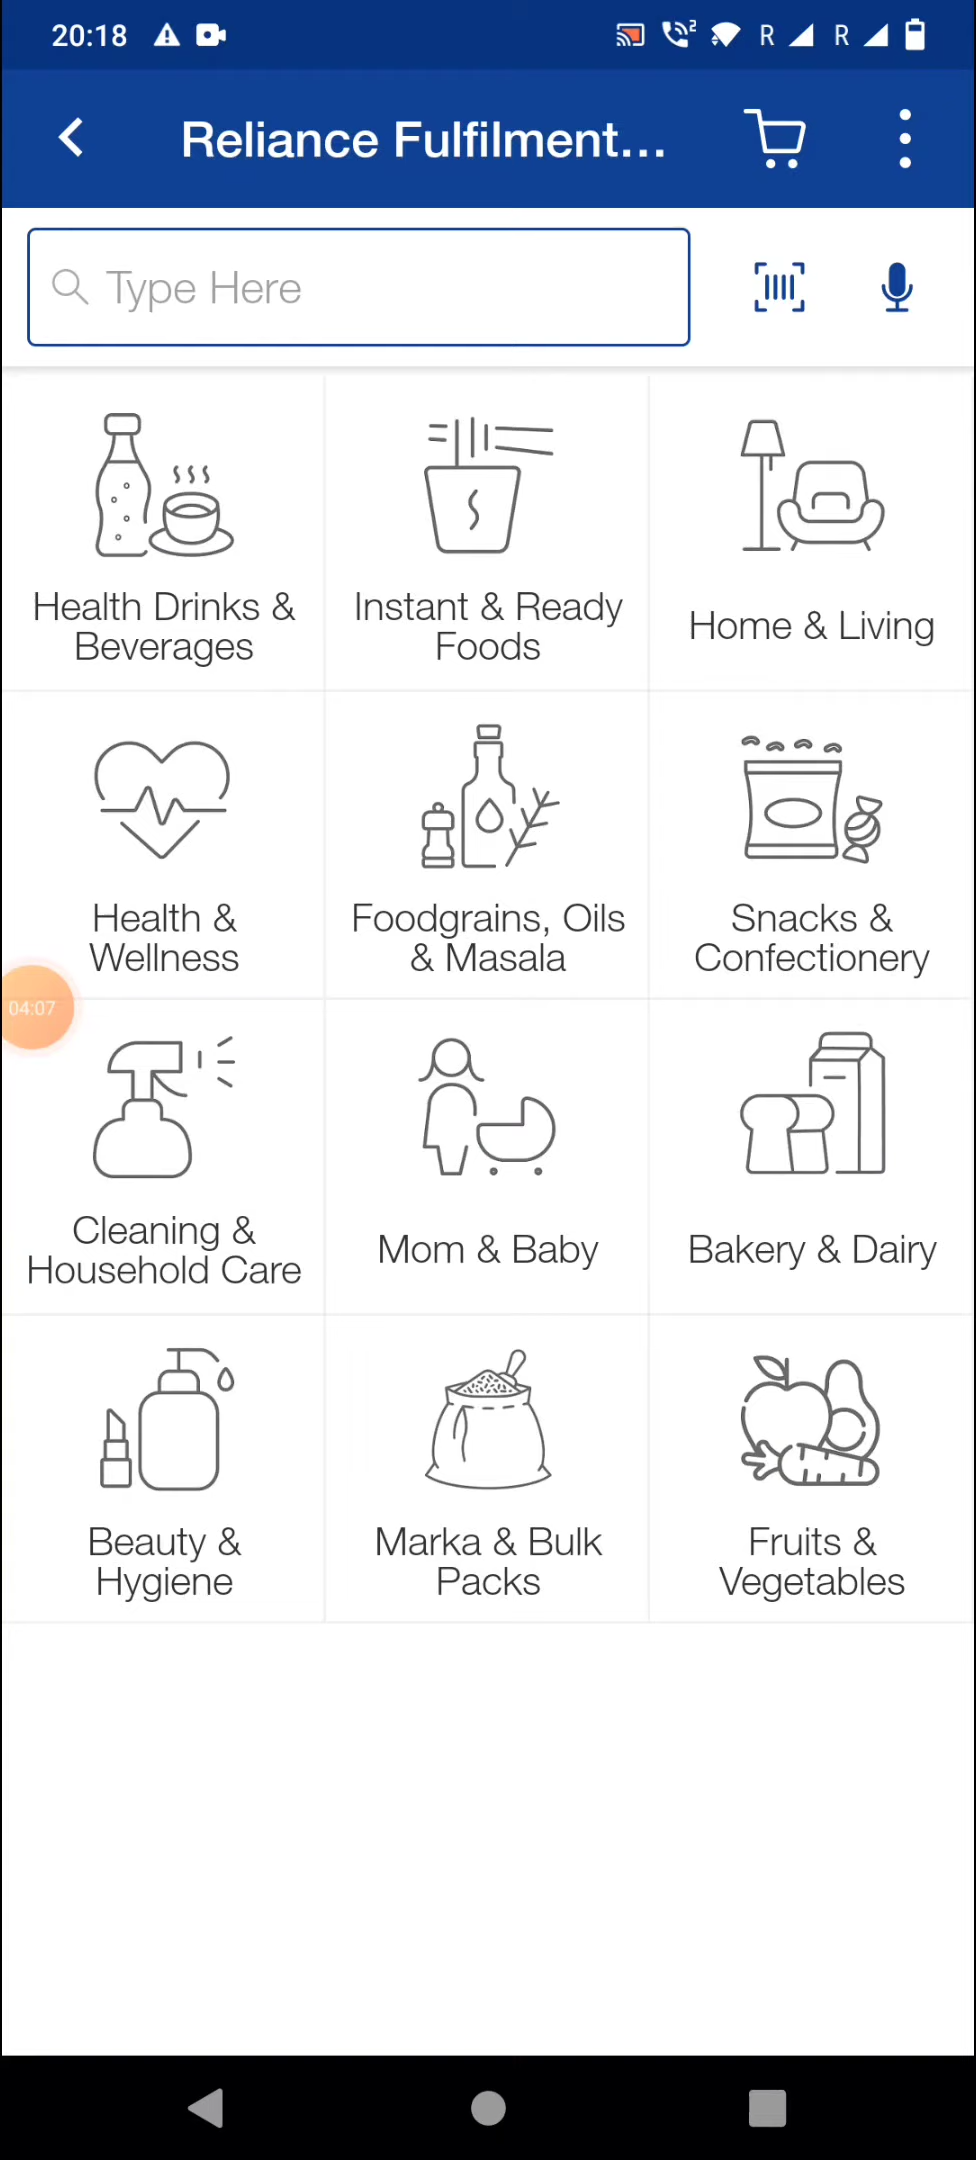 20:18
R R
Reliance Fulfilment...
Type Here
Health Drinks &
Beverages
Instant & Ready
Foods
Home & Living
Health &
Wellness
Foodgrains, Oils
& Masala
Snacks &
Confectionery
04:07
Cleaning &
Household Care
Mom & Baby
Bakery & Dairy
Beauty &
Hygiene
Marka & Bulk
Packs
Fruits &
Vegetables